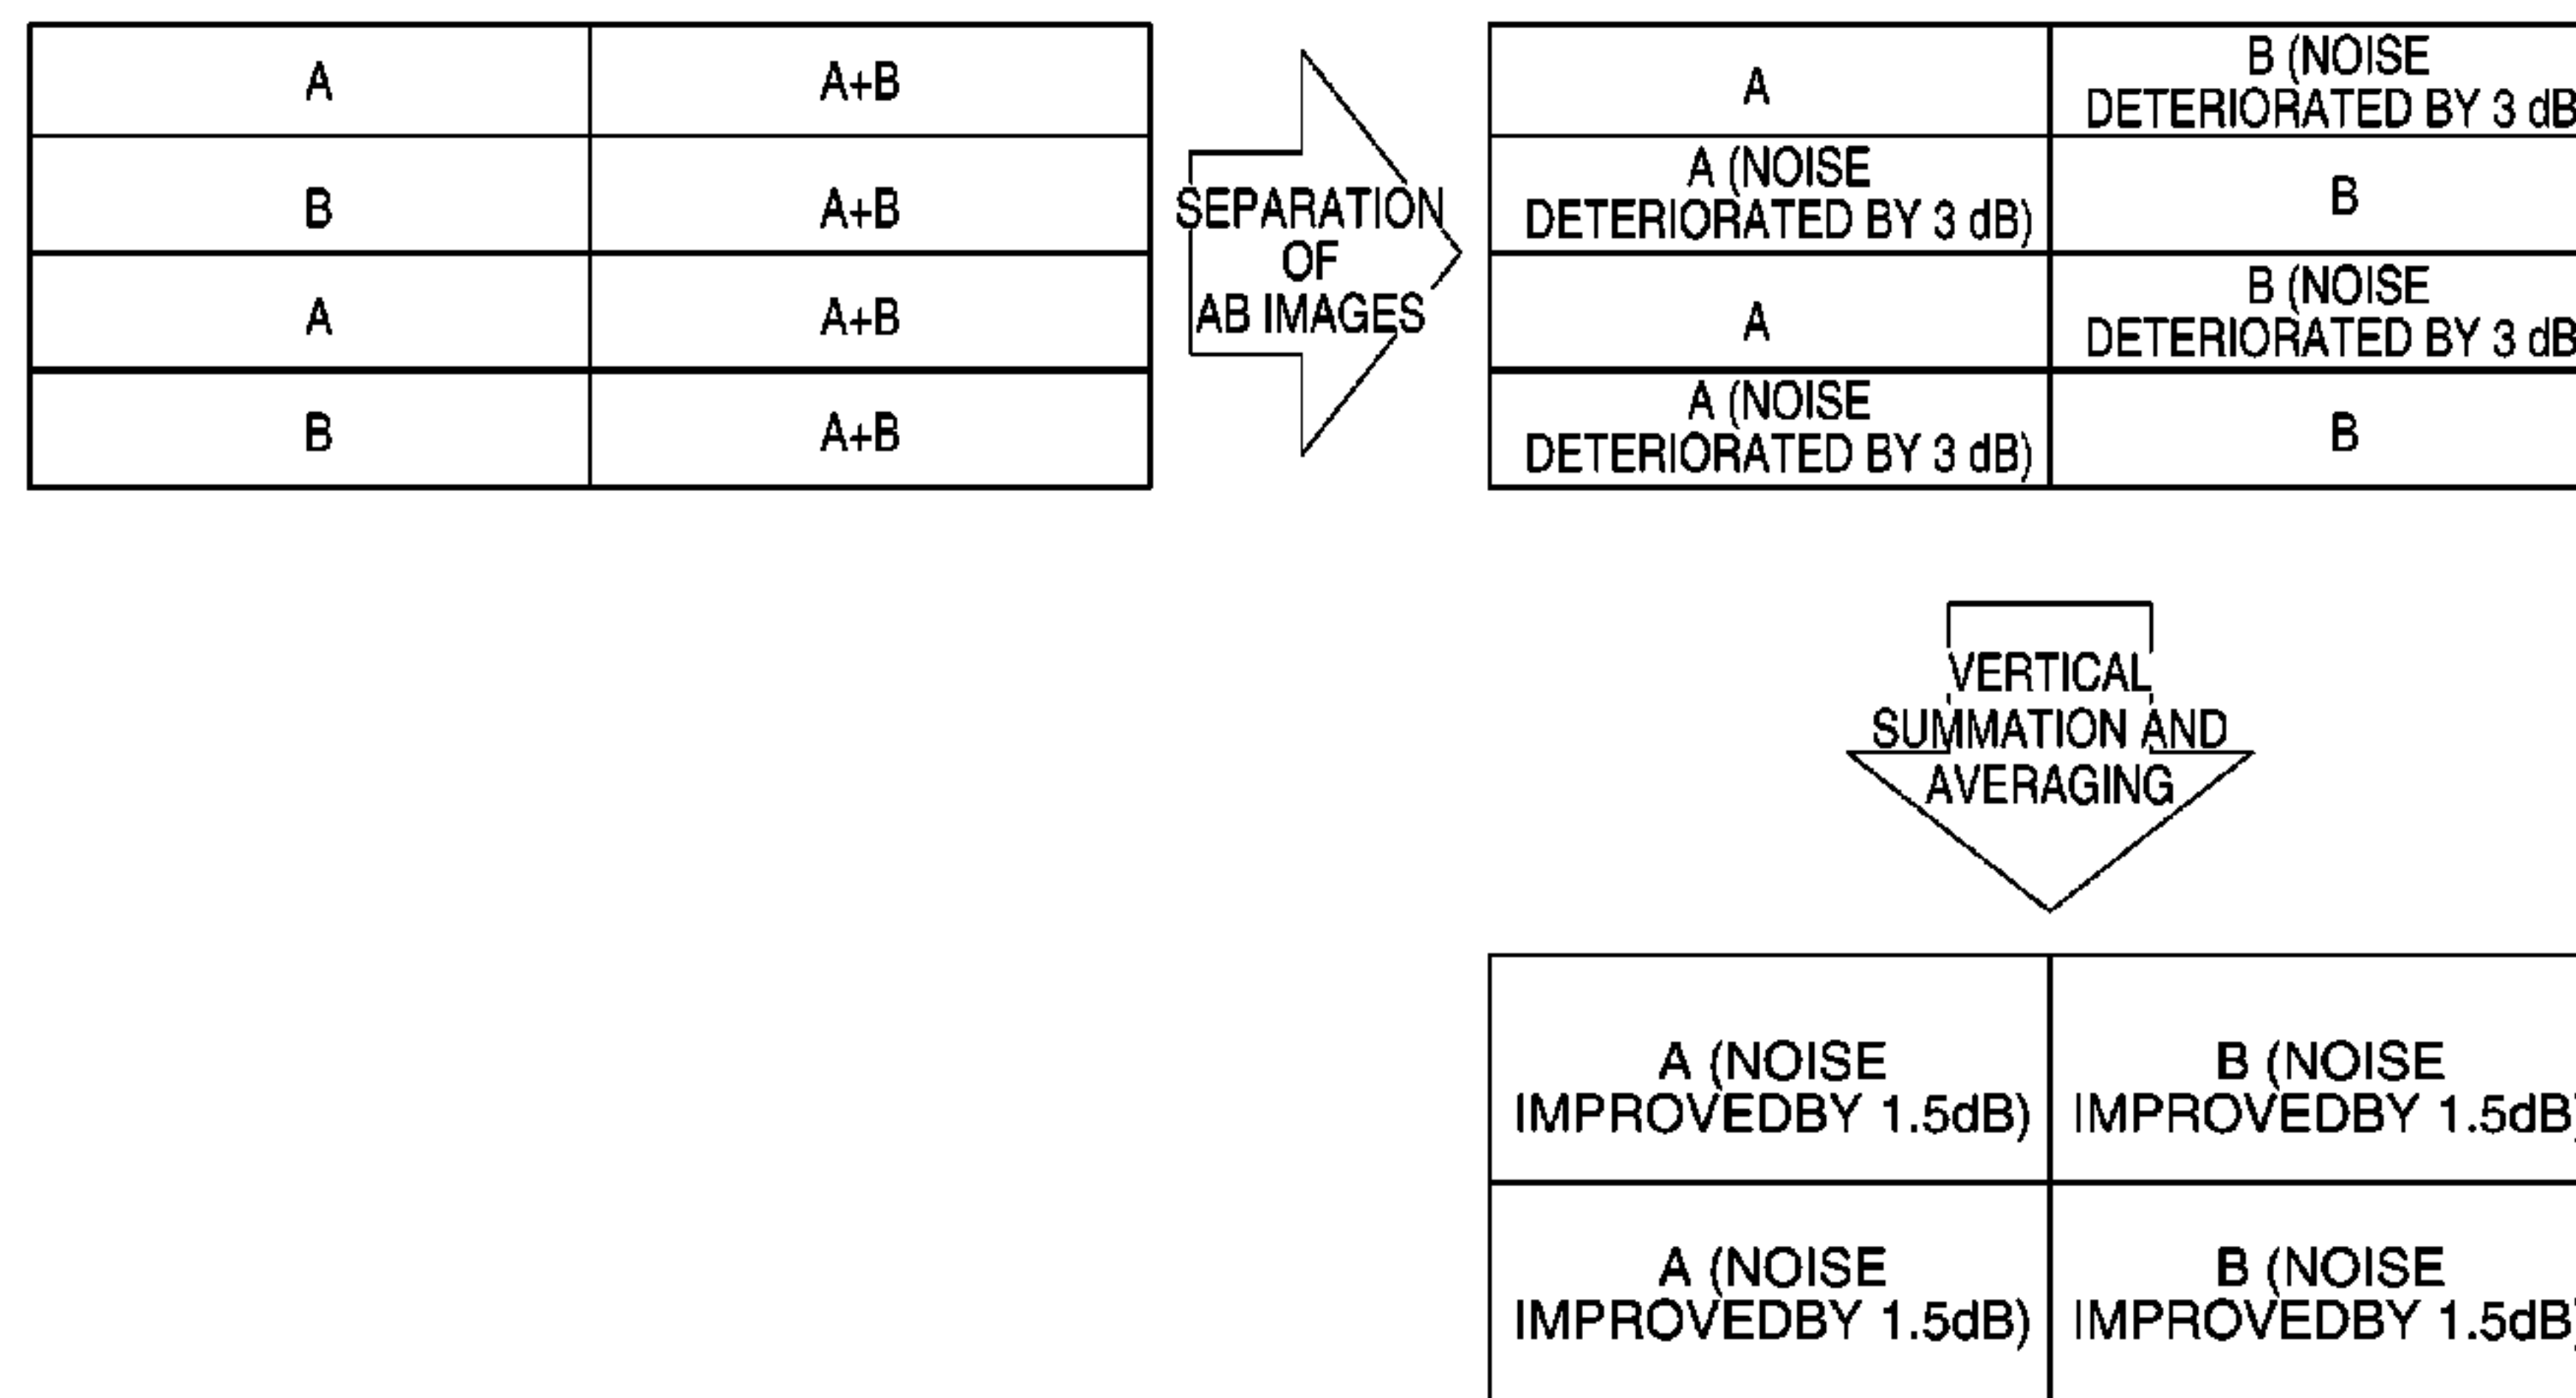 A
A+B
B
A+B
A
A+B
B
A+B
SEPARATION
OF
AB IMAGES
A
B (NOISE
DETERIORATED BY 3 dB
A (NOISE
DETERIORATED BY 3 dB)
B
A
B (NOISE
DETERIORATED BY 3 dB
A (NOISE
DETERIORATED BY 3 dB)
B
VERTICAL
SUMMATION AND
AVERAGING
A (NOISE
IMPROVEDBY 1.5dB)
B (NOISE
IMPROVEDBY 1.5dB)
A (NOISE
IMPROVEDBY 1.5dB)
B (NOISE
IMPROVEDBY 1.5dB)